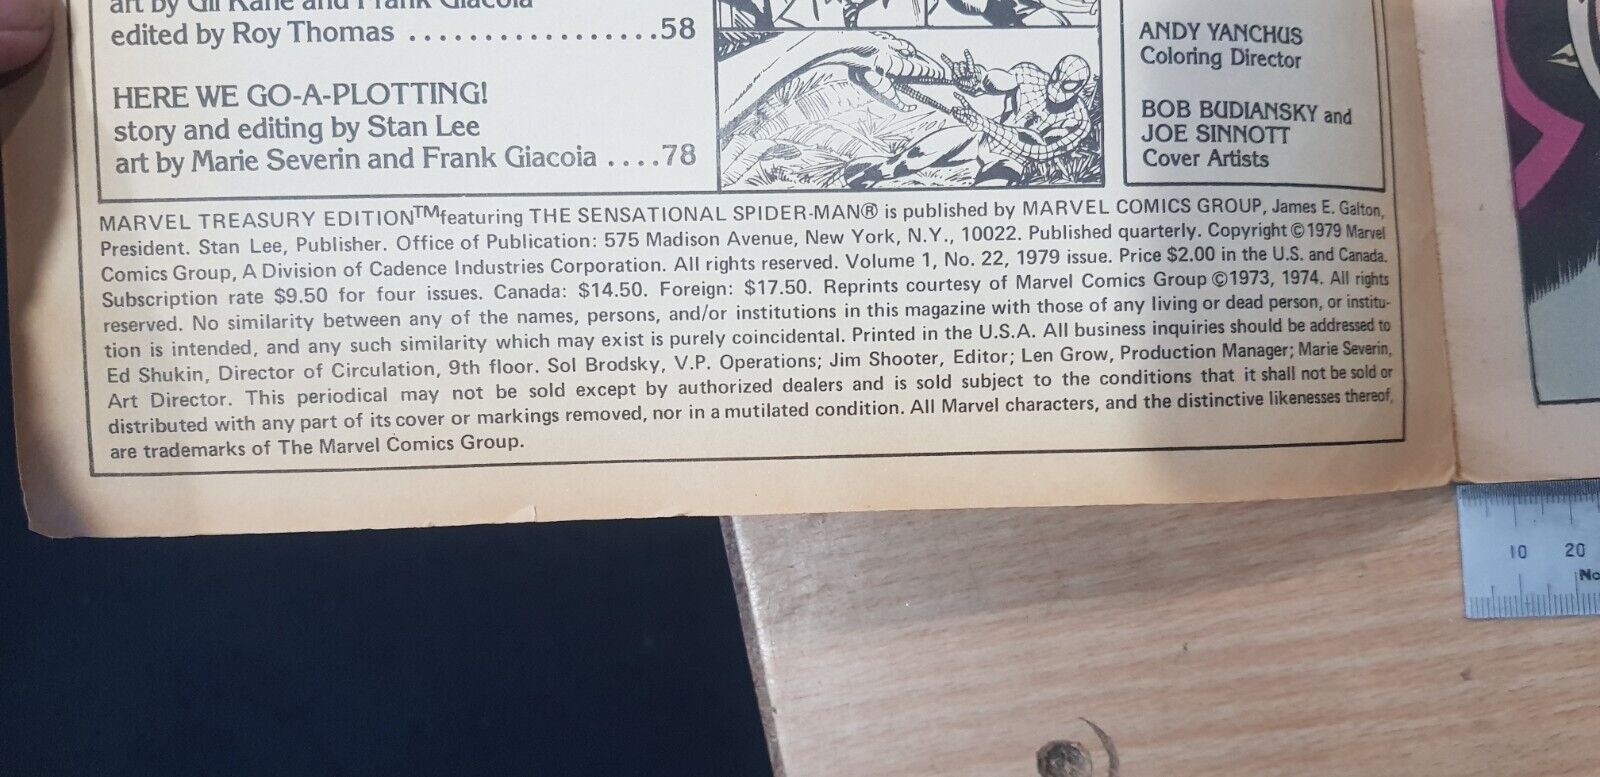 art by Gil Kane and Frank Giacoia
edited by Roy Thomas ..................58
HERE WE GO-A-PLOTTING!
story and editing by Stan Lee
art by Marie Severin and Frank Giacoia ....78
ANDY YANCHUS
Coloring Director
BOB BUDIANSKY and
JOE SINNOTT
Cover Artists
MARVEL TREASURY EDITION™featuring THE SENSATIONAL SPIDER-MAN® is published by MARVEL COMICS GROUP, James E. Galton,
President. Stan Lee, Publisher. Office of Publication: 575 Madison Avenue, New York, N.Y., 10022. Published quarterly. Copyright ©1979 Marvel
Comics Group, A Division of Cadence Industries Corporation. All rights reserved. Volume 1, No. 22, 1979 issue. Price $2.00 in the U.S. and Canada.
Subscription rate $9.50 for four issues. Canada: $14.50. Foreign: $17.50. Reprints courtesy of Marvel Comics Group ©1973, 1974. All rights
reserved. No similarity between any of the names, persons, and/or institutions in this magazine with those of any living or dead person, or institu-
tion is intended, and any such similarity which may exist is purely coincidental. Printed in the U.S.A. All business inquiries should be addressed to
Ed Shukin, Director of Circulation, 9th floor. Sol Brodsky, V.P. Operations; Jim Shooter, Editor; Len Grow, Production Manager; Marie Severin,
Art Director. This periodical may not be sold except by authorized dealers and is sold subject to the conditions that it shall not be sold or
distributed with any part of its cover or markings removed, nor in a mutilated condition. All Marvel characters, and the distinctive likenesses thereof,
are trademarks of The Marvel Comics Group.
10 20
No